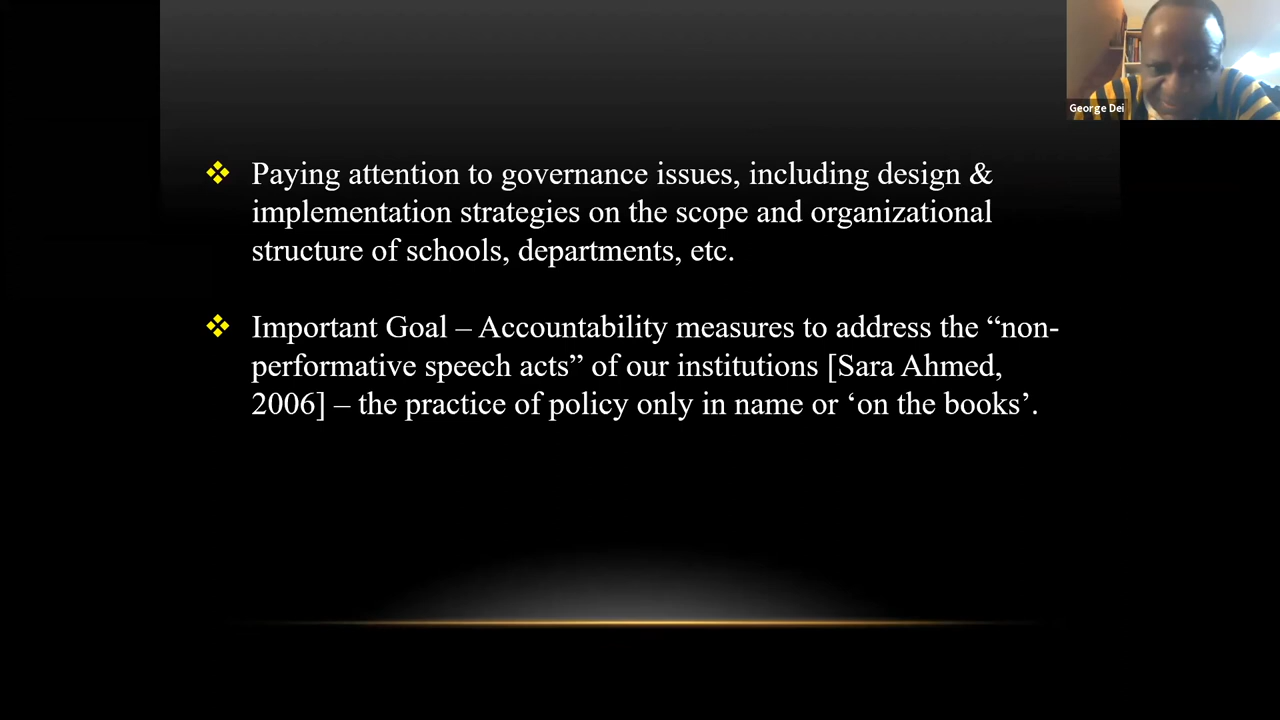 George Dei
Paying attention to governance issues, including design &
implementation strategies on the scope and organizational
structure of schools, departments, etc.
Important Goal – Accountability measures to address the “non-
performative speech acts” of our institutions [Sara Ahmed,
2006] – the practice of policy only in name or ‘on the books’.